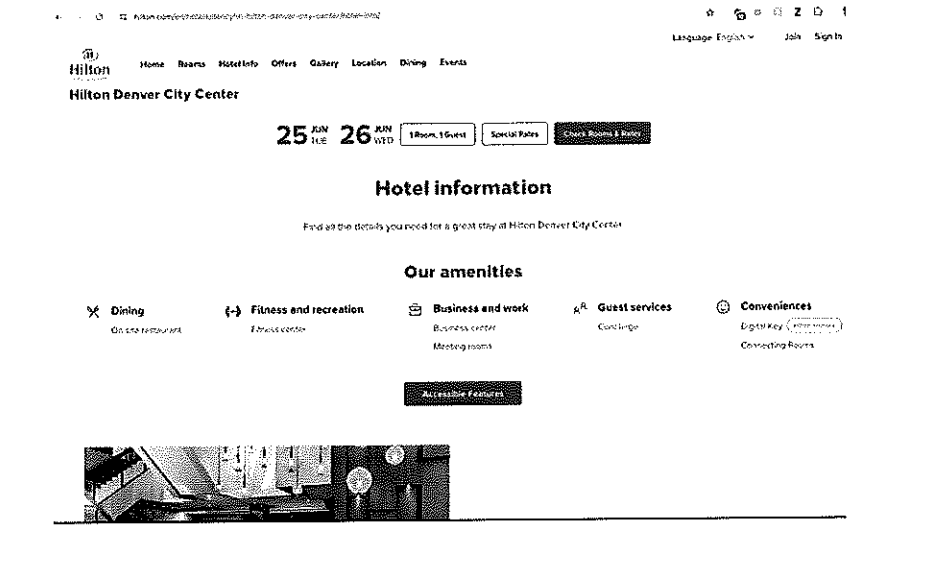 Language English
Join Sign In
Hilton
Home Rooms Hotel Info Offers Gallery Location Dining Events
Hilton Denver City Center
25 JUN TUE 26 JUN WED 1 Room, 1 Guest Special Rates Check Rooms & Rates
Hotel information
Find all the details you need for a great stay at Hilton Denver City Center
Our amenities
Dining
On-site restaurant
Fitness and recreation
Fitness center
Business and work
Business center
Meeting rooms
Guest services
Concierge
Conveniences
Digital Key
Connecting Rooms
Accessible Features